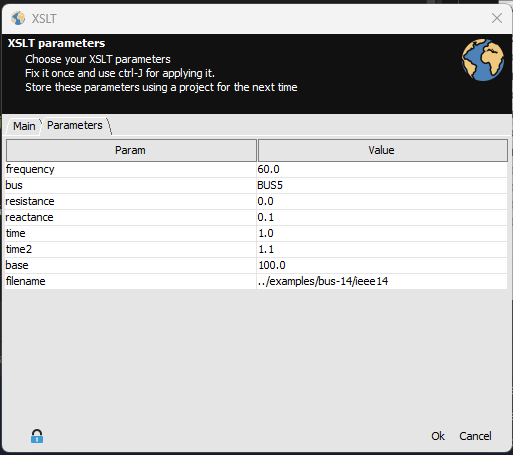 XSLT
XSLT parameters
Choose your XSLT parameters
Fix it once and use ctrl-J for applying it.
Store these parameters using a project for the next time
Main Parameters
Param Value
frequency 60.0
bus BUS5
resistance 0.0
reactance 0.1
time 1.0
time2 1.1
base 100.0
filename ../examples/bus-14/ieee14
Ok Cancel